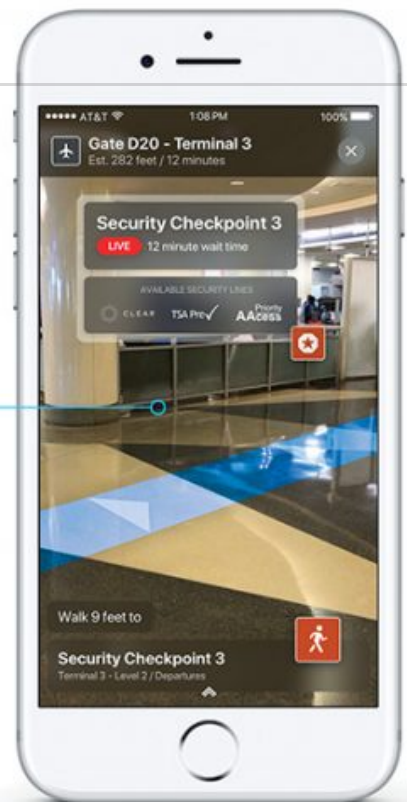 AT&T 1:08 PM 100%
Gate D20 - Terminal 3
Est. 282 feet / 12 minutes
Security Checkpoint 3
LIVE 12 minute wait time
AVAILABLE SECURITY LINES
CLEAR TSA Pre✓ Priority AAccess
Walk 9 feet to
Security Checkpoint 3
Terminal 3 - Level 2 / Departures